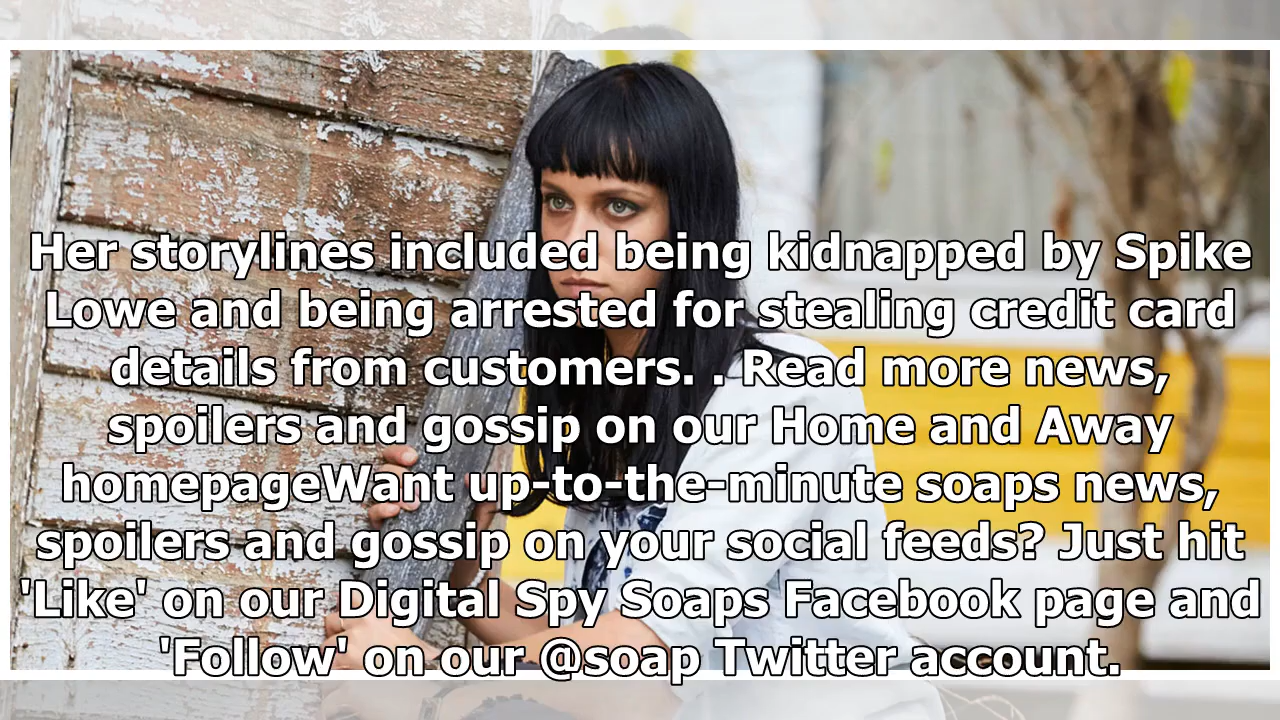 Her storylines included being kidnapped by Spike
Lowe and being arrested for stealing credit card
details from customers. . Read more news,
spoilers and gossip on our Home and Away
homepageWant up-to-the-minute soaps news,
spoilers and gossip on your social feeds? Just hit
'Like' on our Digital Spy Soaps Facebook page and
'Follow' on our @soap Twitter account.